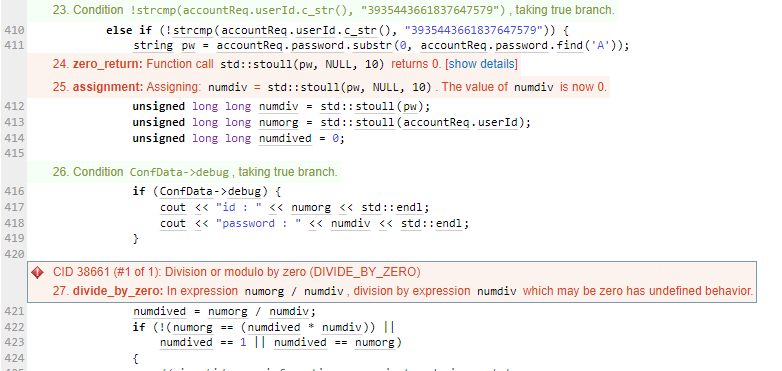 23. Condition !strcmp(accountReq.userId.c_str(), "3935443661837647579") , taking true branch.
410 else if (!strcmp(accountReq.userId.c_str(), "3935443661837647579")) {
411 string pw = accountReq.password.substr(0, accountReq.password.find('A'));
24. zero_return: Function call std::stoull(pw, NULL, 10) returns 0. [show details]
25. assignment: Assigning: numdiv = std::stoull(pw, NULL, 10) . The value of numdiv is now 0.
412 unsigned long long numdiv = std::stoull(pw);
413 unsigned long long numorg = std::stoull(accountReq.userId);
414 unsigned long long numdived = 0;
415
26. Condition ConfData->debug , taking true branch.
416 if (ConfData->debug) {
417 cout << "id : " << numorg << std::endl;
418 cout << "password : " << numdiv << std::endl;
419 }
420
CID 38661 (#1 of 1): Division or modulo by zero (DIVIDE_BY_ZERO)
27. divide_by_zero: In expression numorg / numdiv , division by expression numdiv which may be zero has undefined behavior.
421 numdived = numorg / numdiv;
422 if (!(numorg == (numdived * numdiv)) ||
423 numdived == 1 || numdived == numorg)
424 {